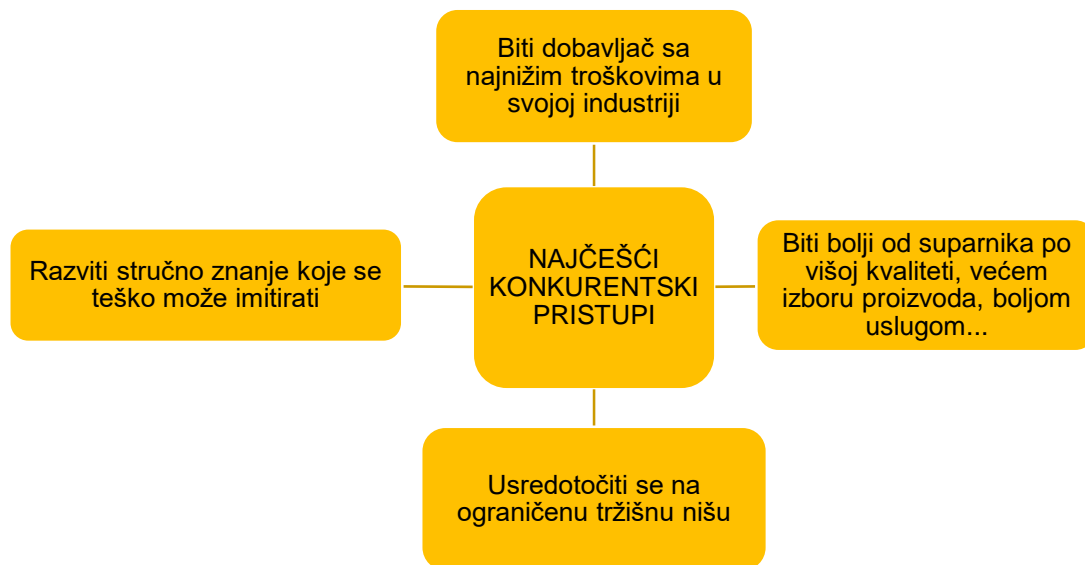 Biti dobavljač sa
najnižim troškovima u
svojoj industriji
Razviti stručno znanje koje se
teško može imitirati
NAJČEŠĆI
KONKURENTSKI
PRISTUPI
Biti bolji od suparnika po
višoj kvaliteti, većem
izboru proizvoda, boljom
uslugom...
Usredotočiti se na
ograničenu tržišnu nišu